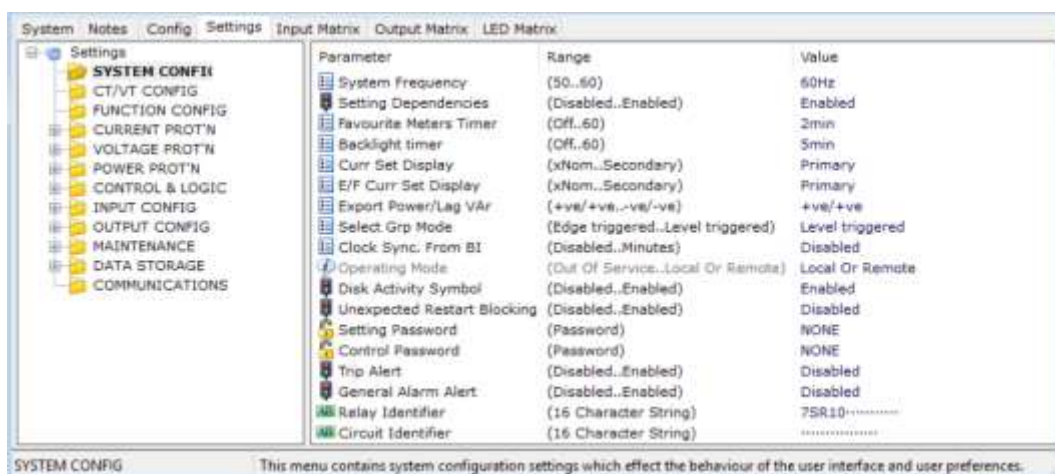 System Notes Config Settings Input Matrix Output Matrix LED Matrix
Settings
SYSTEM CONFI
CT/VT CONFIG
FUNCTION CONFIG
CURRENT PROT'N
VOLTAGE PROT'N
POWER PROT'N
CONTROL & LOGIC
INPUT CONFIG
OUTPUT CONFIG
MAINTENANCE
DATA STORAGE
COMMUNICATIONS
Parameter Range Value
System Frequency (50..60) 60Hz
Setting Dependencies (Disabled..Enabled) Enabled
Favourite Meters Timer (Off..60) 2min
Backlight timer (Off..60) 5min
Curr Set Display (xNom..Secondary) Primary
E/F Curr Set Display (xNom..Secondary) Primary
Export Power/Lag VAr (+ve/+ve..-ve/-ve) +ve/+ve
Select Grp Mode (Edge triggered..Level triggered) Level triggered
Clock Sync. From BI (Disabled..Minutes) Disabled
Operating Mode (Out Of Service..Local Or Remote) Local Or Remote
Disk Activity Symbol (Disabled..Enabled) Enabled
Unexpected Restart Blocking (Disabled..Enabled) Disabled
Setting Password (Password) NONE
Control Password (Password) NONE
Trip Alert (Disabled..Enabled) Disabled
General Alarm Alert (Disabled..Enabled) Disabled
Relay Identifier (16 Character String) 7SR10
Circuit Identifier (16 Character String)
SYSTEM CONFIG This menu contains system configuration settings which effect the behaviour of the user interface and user preferences.